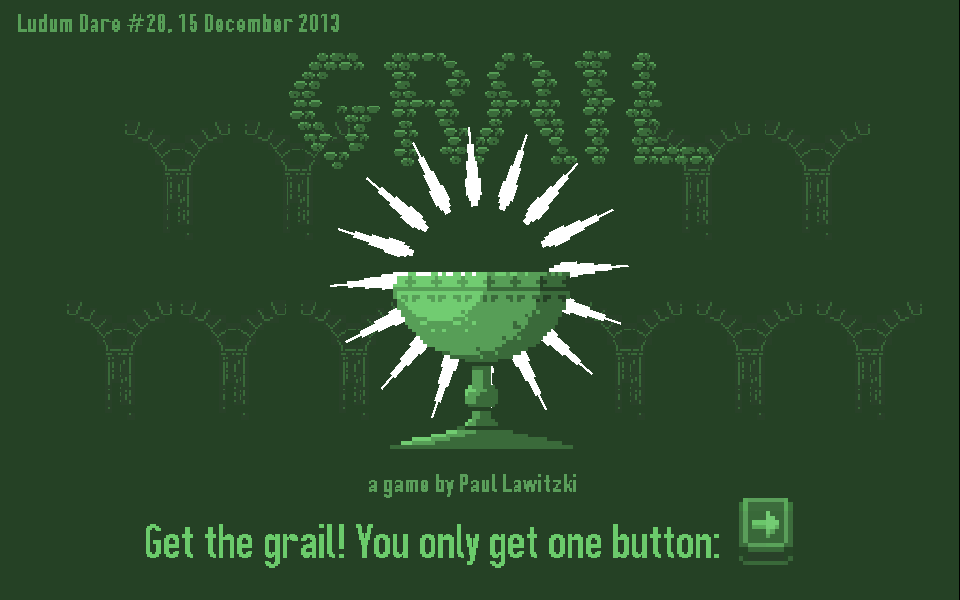 Ludum Dare #28, 15 December 2013
GRAIL
a game by Paul Lawitzki
Get the grail! You only get one button: